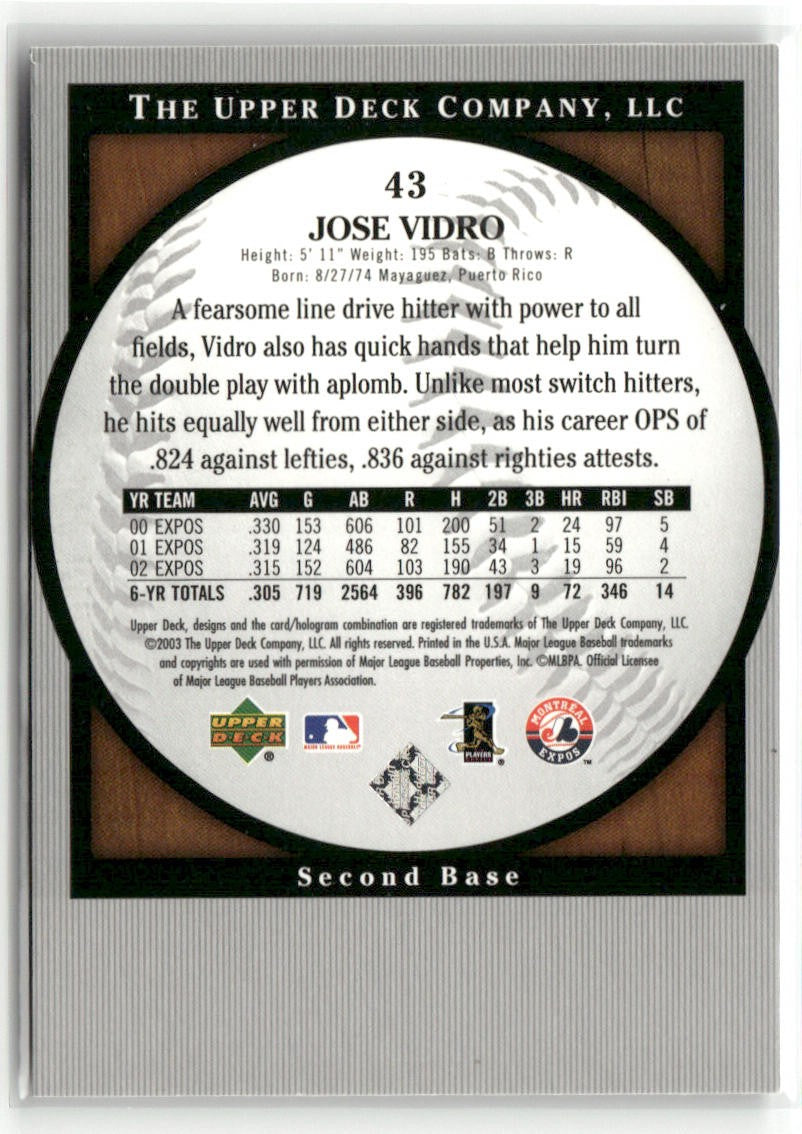 THE UPPER DECK COMPANY, LLC
43
JOSE VIDRO
Height: 5' 11" Weight: 195 Bats: B Throws: R
Born: 8/27/74 Mayaguez, Puerto Rico
A fearsome line drive hitter with power to all
fields, Vidro also has quick hands that help him turn
the double play with aplomb. Unlike most switch hitters,
he hits equally well from either side, as his career OPS of
.824 against lefties, .836 against righties attests.
YR TEAM AVG G AB R H 2B 3B HR RBI SB
00 EXPOS .330 153 606 101 200 51 2 24 97 5
01 EXPOS .319 124 486 82 155 34 1 15 59 4
02 EXPOS .315 152 604 103 190 43 3 19 96 2
6-YR TOTALS .305 719 2564 396 782 197 9 72 346 14
Upper Deck, designs and the card/hologram combination are registered trademarks of The Upper Deck Company, LLC.
©2003 The Upper Deck Company, LLC. All rights reserved. Printed in the U.S.A. Major League Baseball trademarks
and copyrights are used with permission of Major League Baseball Properties, Inc. ©MLBPA. Official Licensee
of Major League Baseball Players Association.
UPPER
DECK
®
MAJOR LEAGUE BASEBALL
PLAYERS
®
MONTREAL
EXPOS
™
Second Base